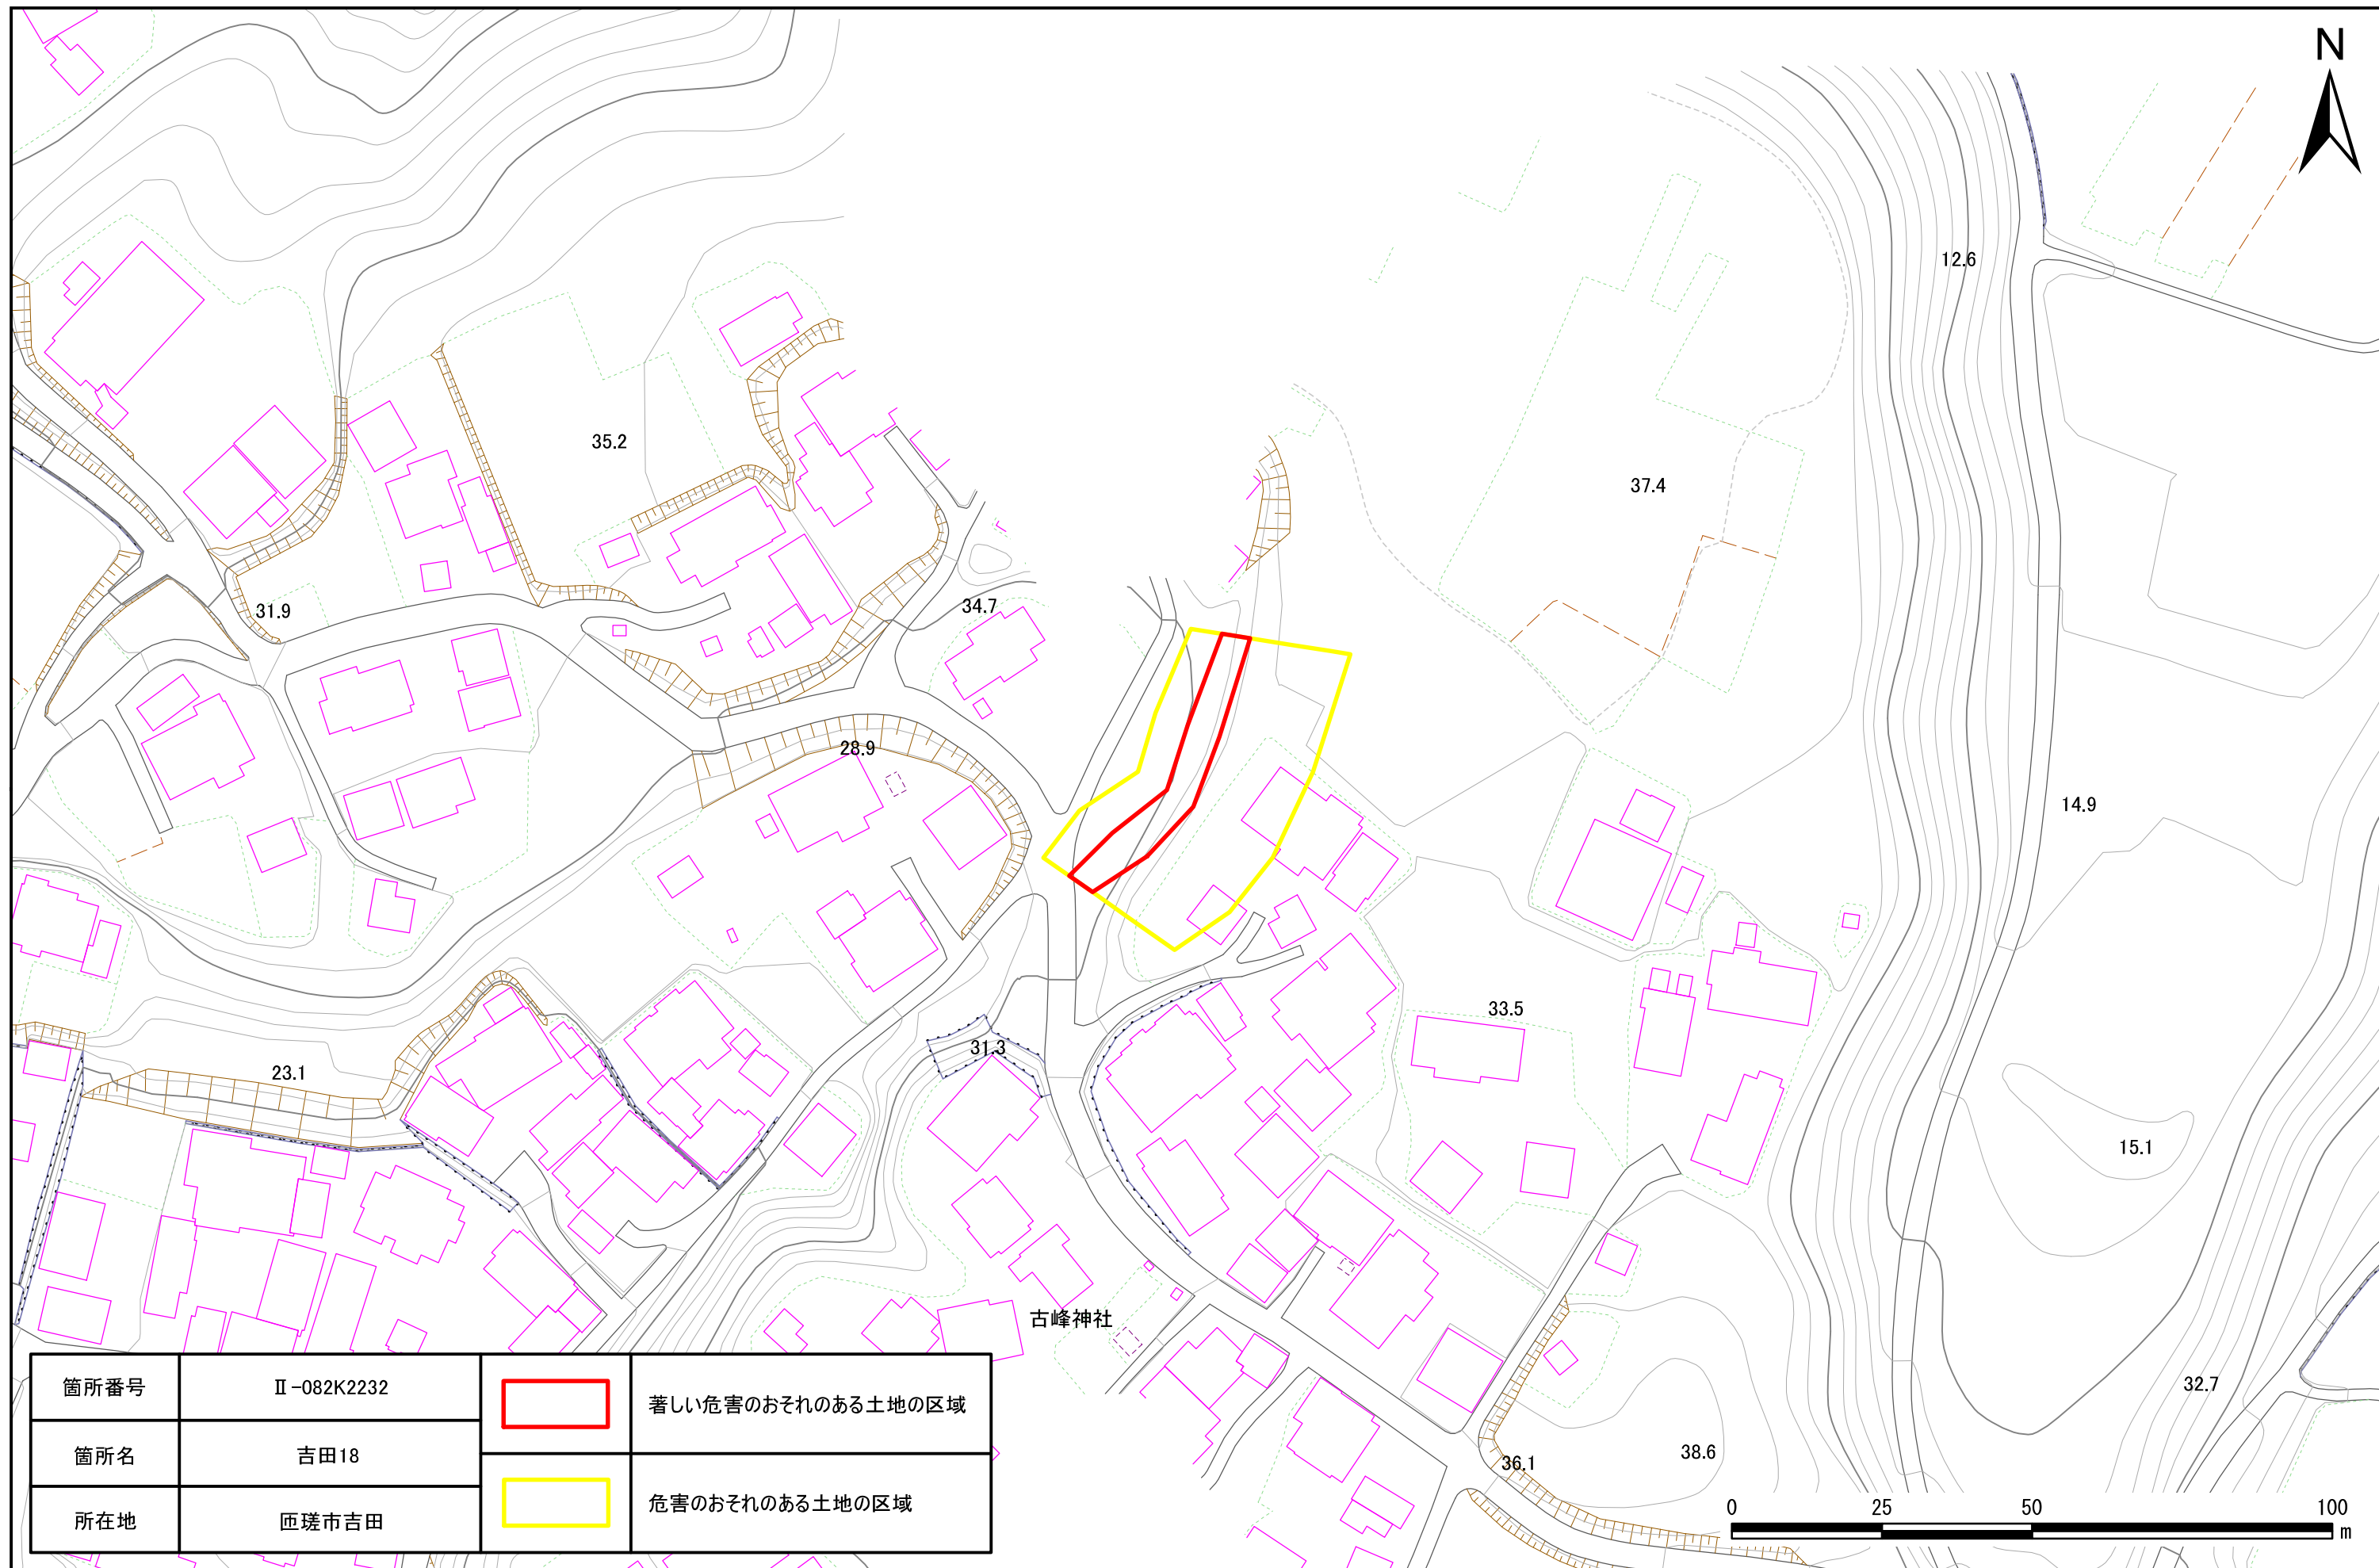 N
12.6
35.2
37.4
31.9
34.7
28.9
14.9
33.5
31.3
23.1
15.1
古峰神社
32.7
38.6
36.1
箇所番号 Ⅱ-082K2232
箇所名 吉田18
所在地 匝瑳市吉田
著しい危害のおそれのある土地の区域
危害のおそれのある土地の区域
0 25 50 100
m